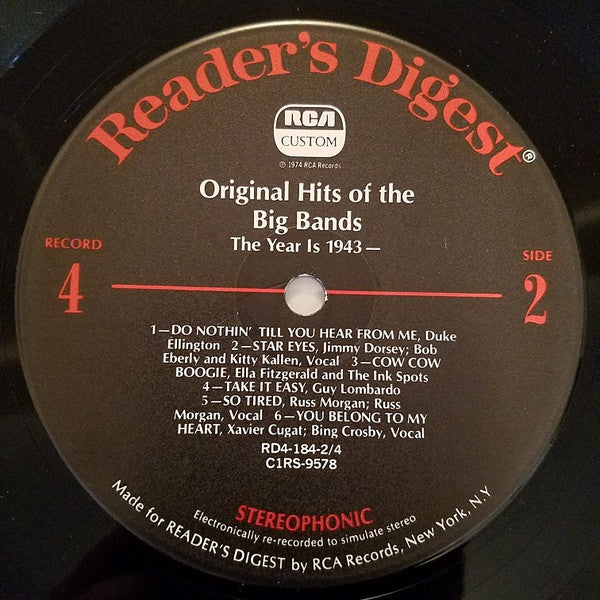 Reader's Digest®
RCA
CUSTOM
℗ 1974 RCA Records
Original Hits of the
Big Bands
The Year Is 1943—
RECORD
4
SIDE
2
1—DO NOTHIN' TILL YOU HEAR FROM ME, Duke
Ellington 2—STAR EYES, Jimmy Dorsey; Bob
Eberly and Kitty Kallen, Vocal 3—COW COW
BOOGIE, Ella Fitzgerald and The Ink Spots
4—TAKE IT EASY, Guy Lombardo
5—SO TIRED, Russ Morgan; Russ
Morgan, Vocal 6—YOU BELONG TO MY
HEART, Xavier Cugat; Bing Crosby, Vocal
RD4-184-2/4
C1RS-9578
STEREOPHONIC
Electronically re-recorded to simulate stereo
Made for READER'S DIGEST by RCA Records, New York, N.Y